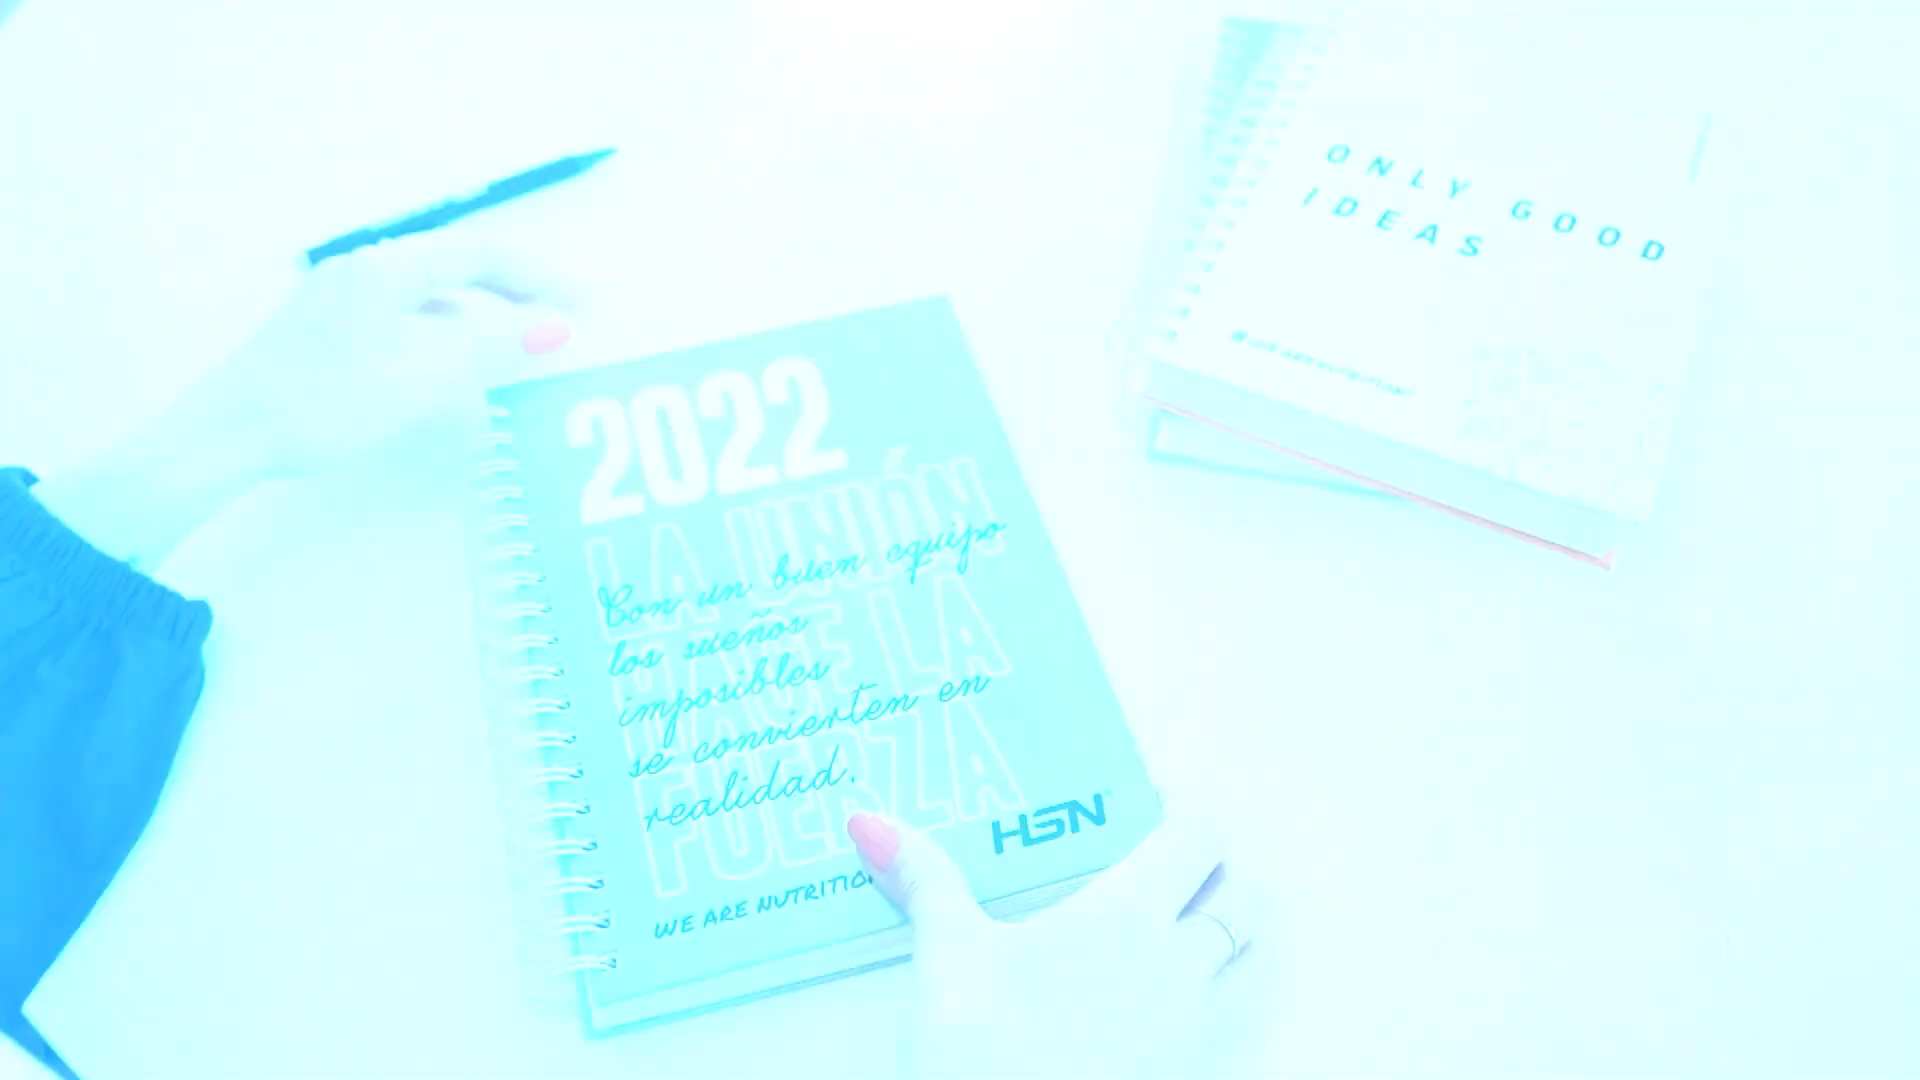 2022
LA UNIÓN
HACE LA
FUERZA
Con un buen equipo
los sueños
imposibles
se convierten en
realidad.
HSN
WE ARE NUTRITION
ONLY GOOD
IDEAS